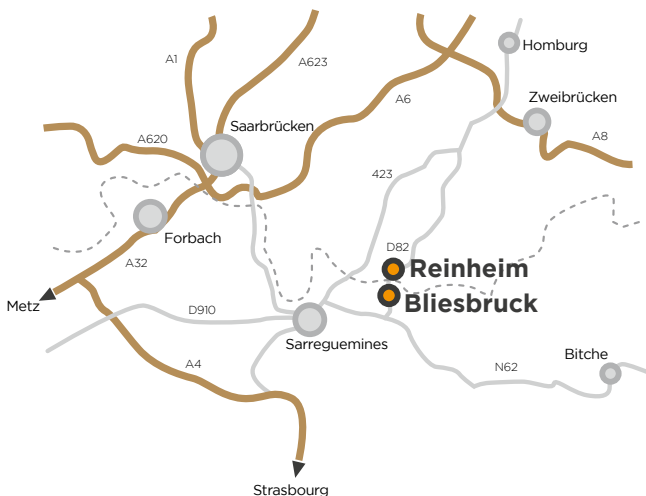 Homburg
A1
A623
A6
Zweibrücken
Saarbrücken
A620
A8
423
Forbach
D82
A32
Reinheim
Metz
Bliesbruck
D910
Sarreguemines
Bitche
A4
N62
Strasbourg